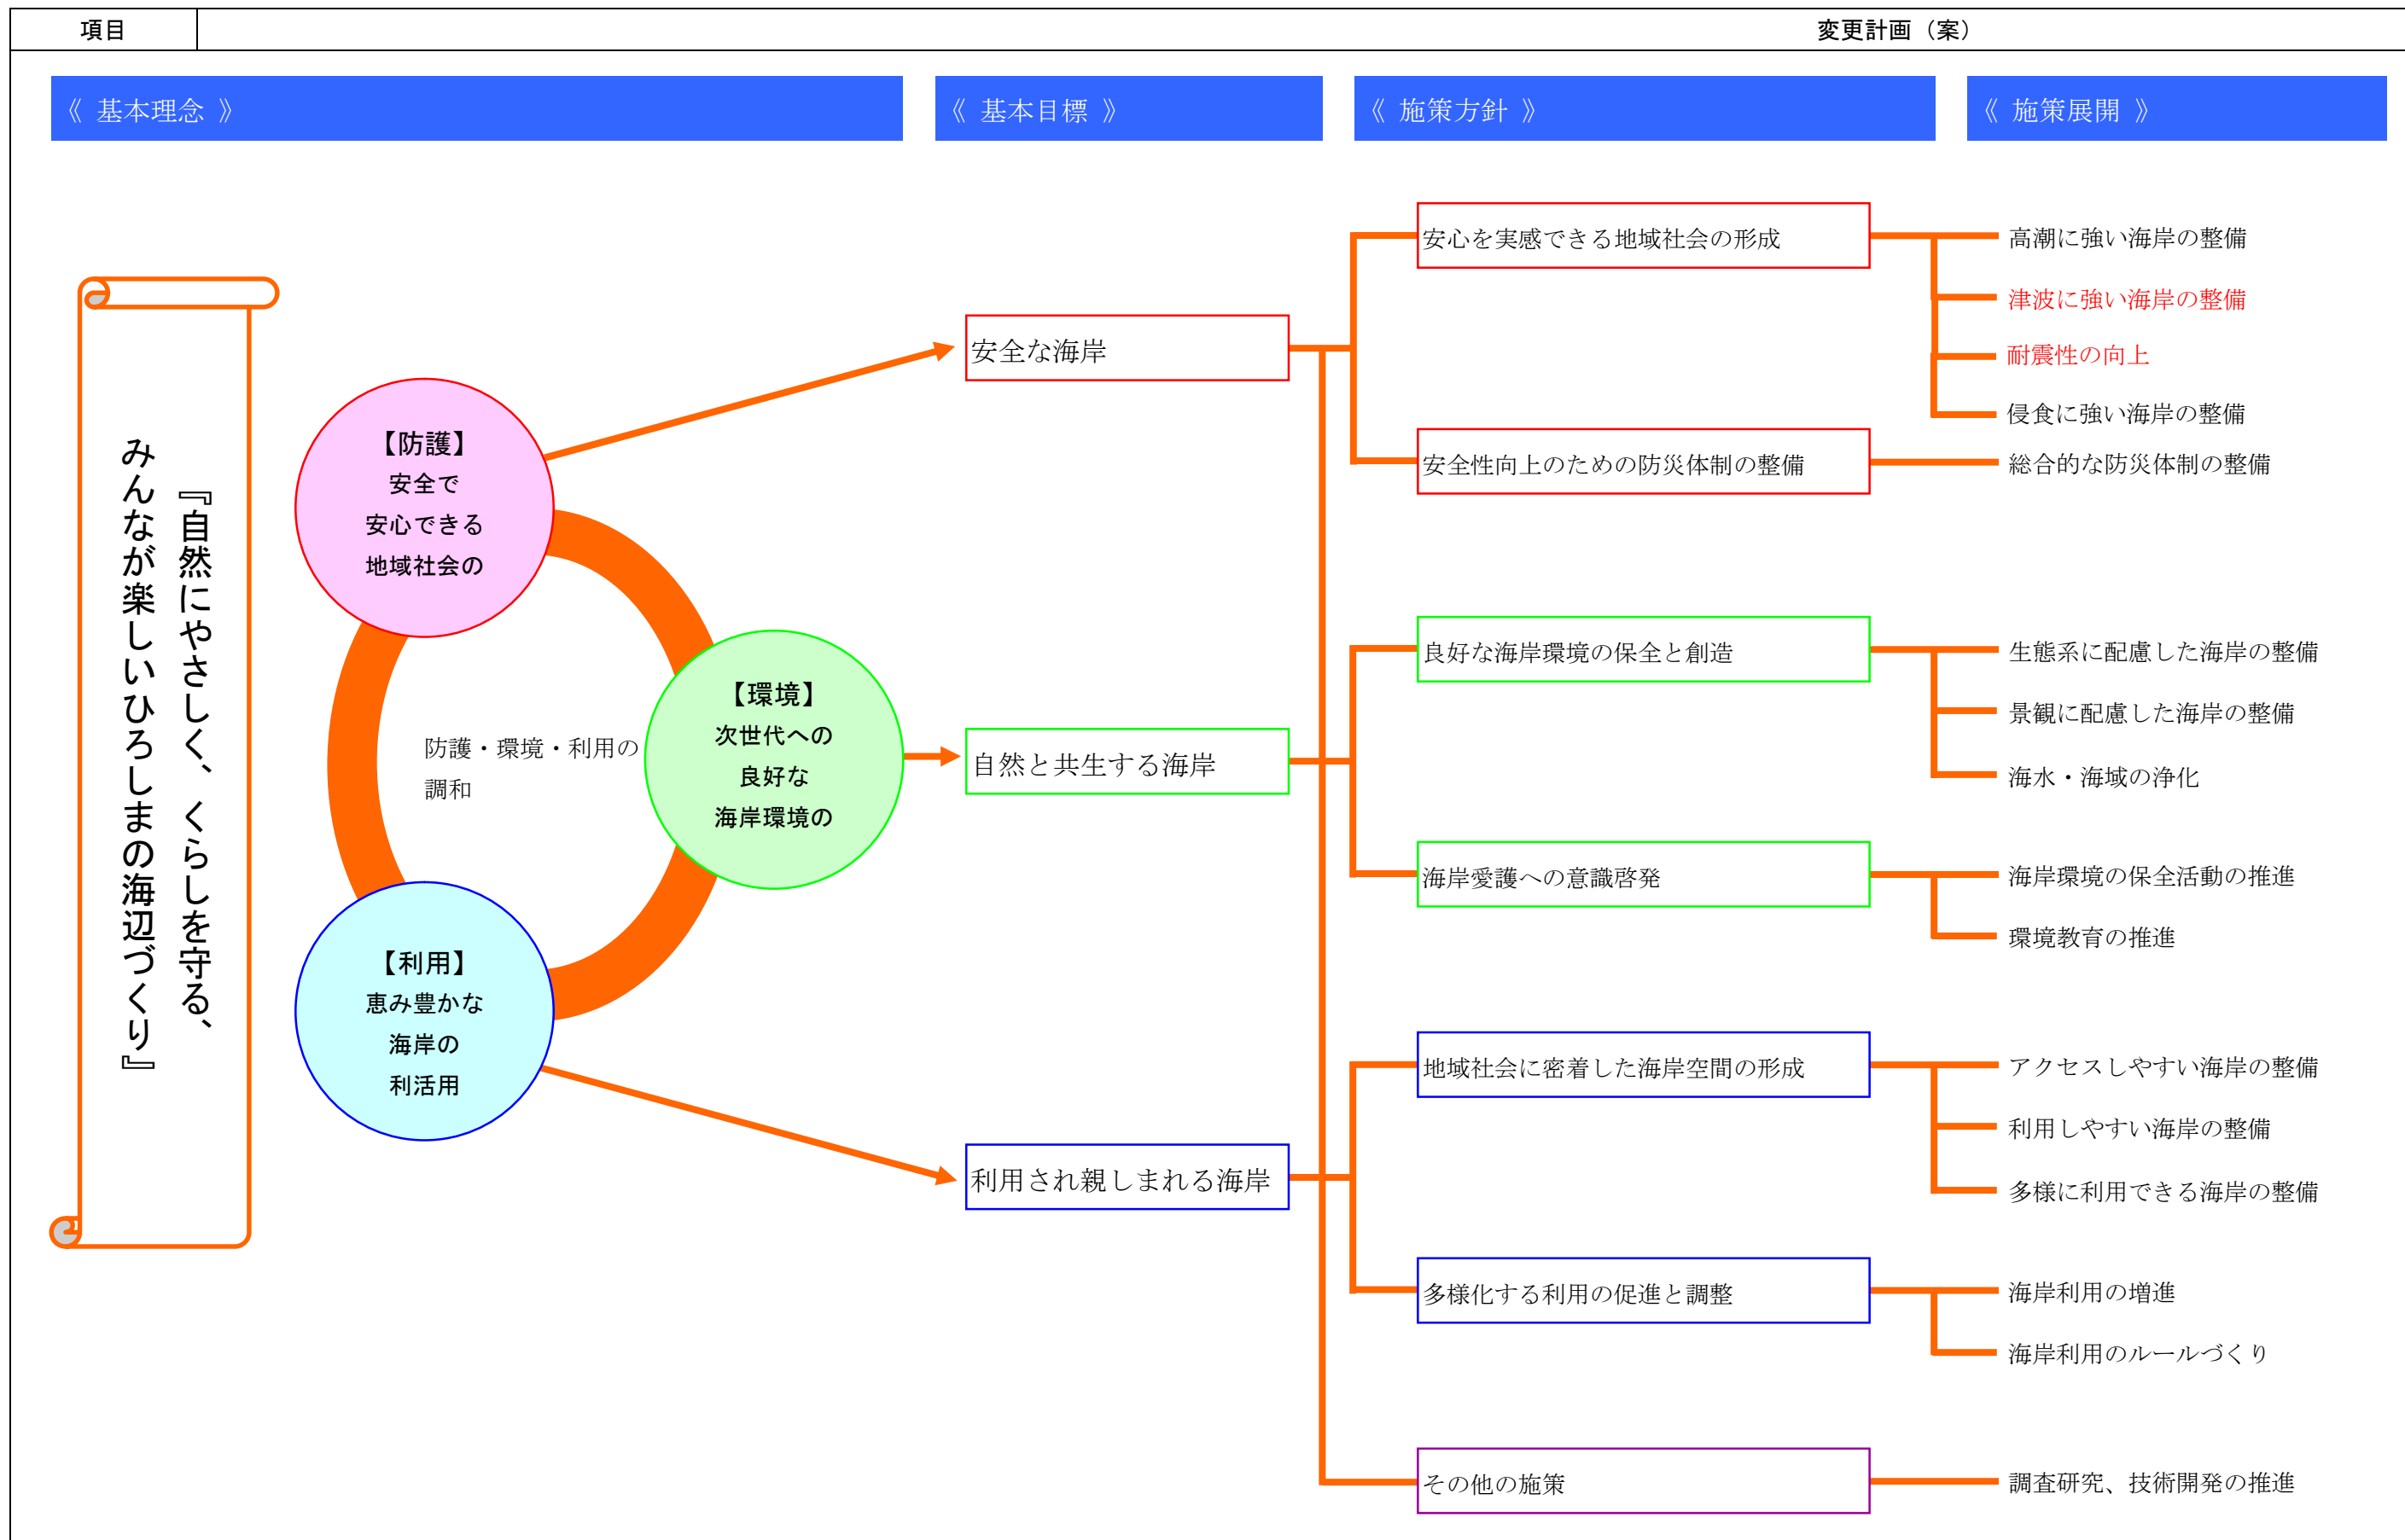 項目
変更計画（案）
《 基本理念 》
《 基本目標 》
《 施策方針 》
《 施策展開 》
『自然にやさしく、くらしを守る、
みんなが楽しいひろしまの海辺づくり』
【防護】
安全で
安心できる
地域社会の
【環境】
次世代への
良好な
海岸環境の
防護・環境・利用の
調和
【利用】
恵み豊かな
海岸の
利活用
安全な海岸
自然と共生する海岸
利用され親しまれる海岸
安心を実感できる地域社会の形成
高潮に強い海岸の整備
津波に強い海岸の整備
耐震性の向上
侵食に強い海岸の整備
安全性向上のための防災体制の整備
総合的な防災体制の整備
良好な海岸環境の保全と創造
生態系に配慮した海岸の整備
景観に配慮した海岸の整備
海水・海域の浄化
海岸愛護への意識啓発
海岸環境の保全活動の推進
環境教育の推進
地域社会に密着した海岸空間の形成
アクセスしやすい海岸の整備
利用しやすい海岸の整備
多様に利用できる海岸の整備
多様化する利用の促進と調整
海岸利用の増進
海岸利用のルールづくり
その他の施策
調査研究、技術開発の推進